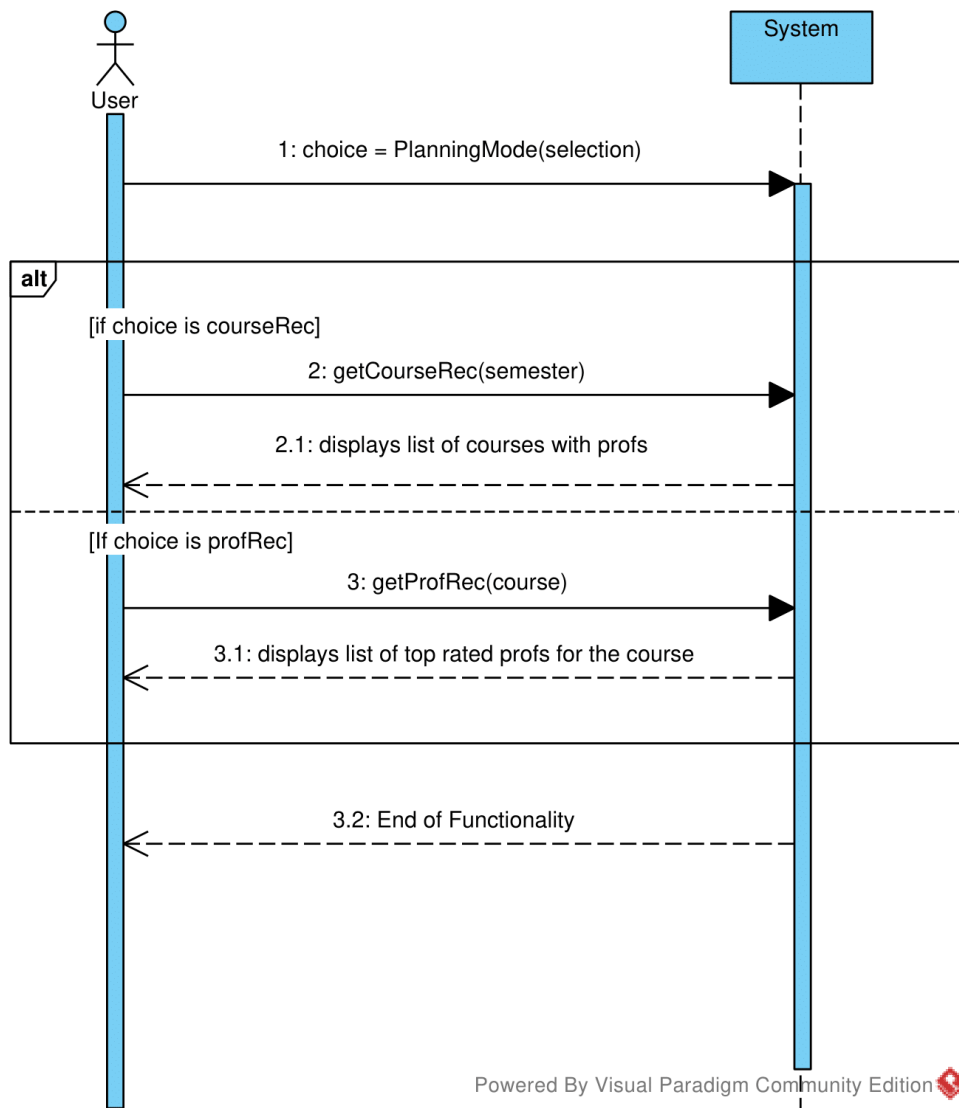 System
User
1: choice = PlanningMode(selection)
alt
[if choice is courseRec]
2: getCourseRec(semester)
2.1: displays list of courses with profs
[If choice is profRec]
3: getProfRec(course)
3.1: displays list of top rated profs for the course
3.2: End of Functionality
Powered By Visual Paradigm Community Edition